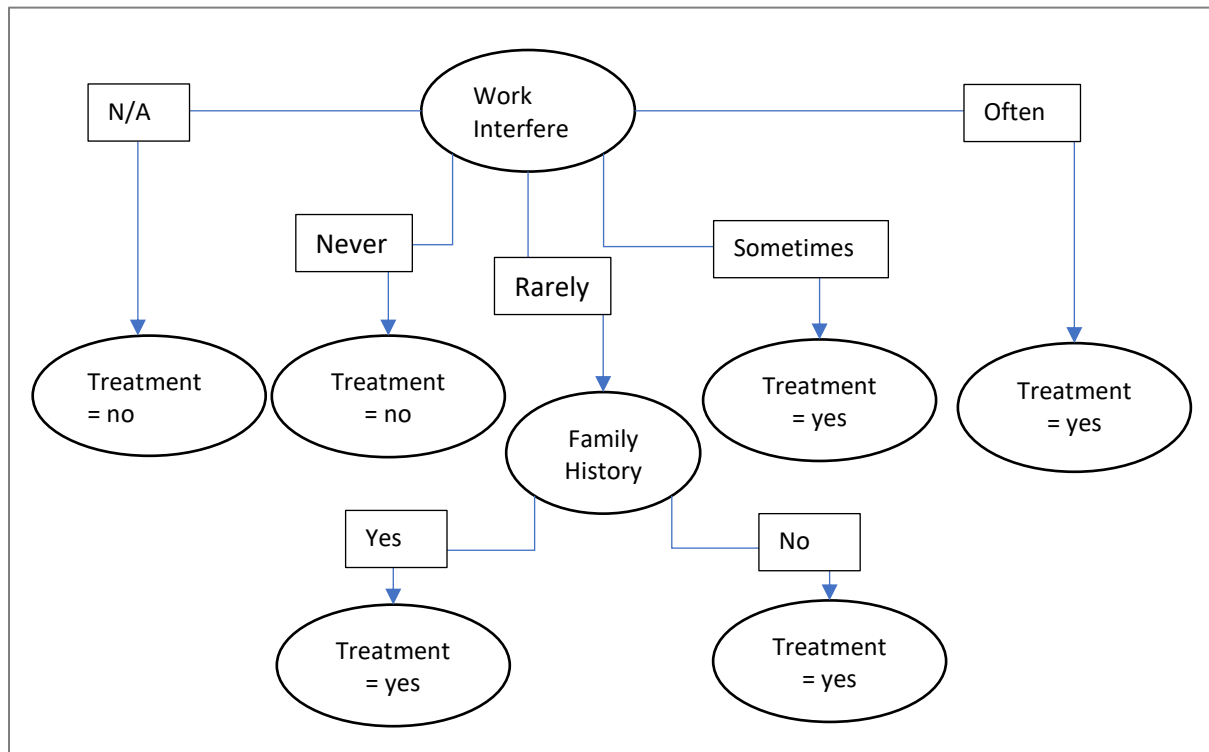 Work
Interfere
N/A
Often
Never
Rarely
Sometimes
Treatment
= no
Treatment
= no
Treatment
= yes
Treatment
= yes
Family
History
Yes
No
Treatment
= yes
Treatment
= yes